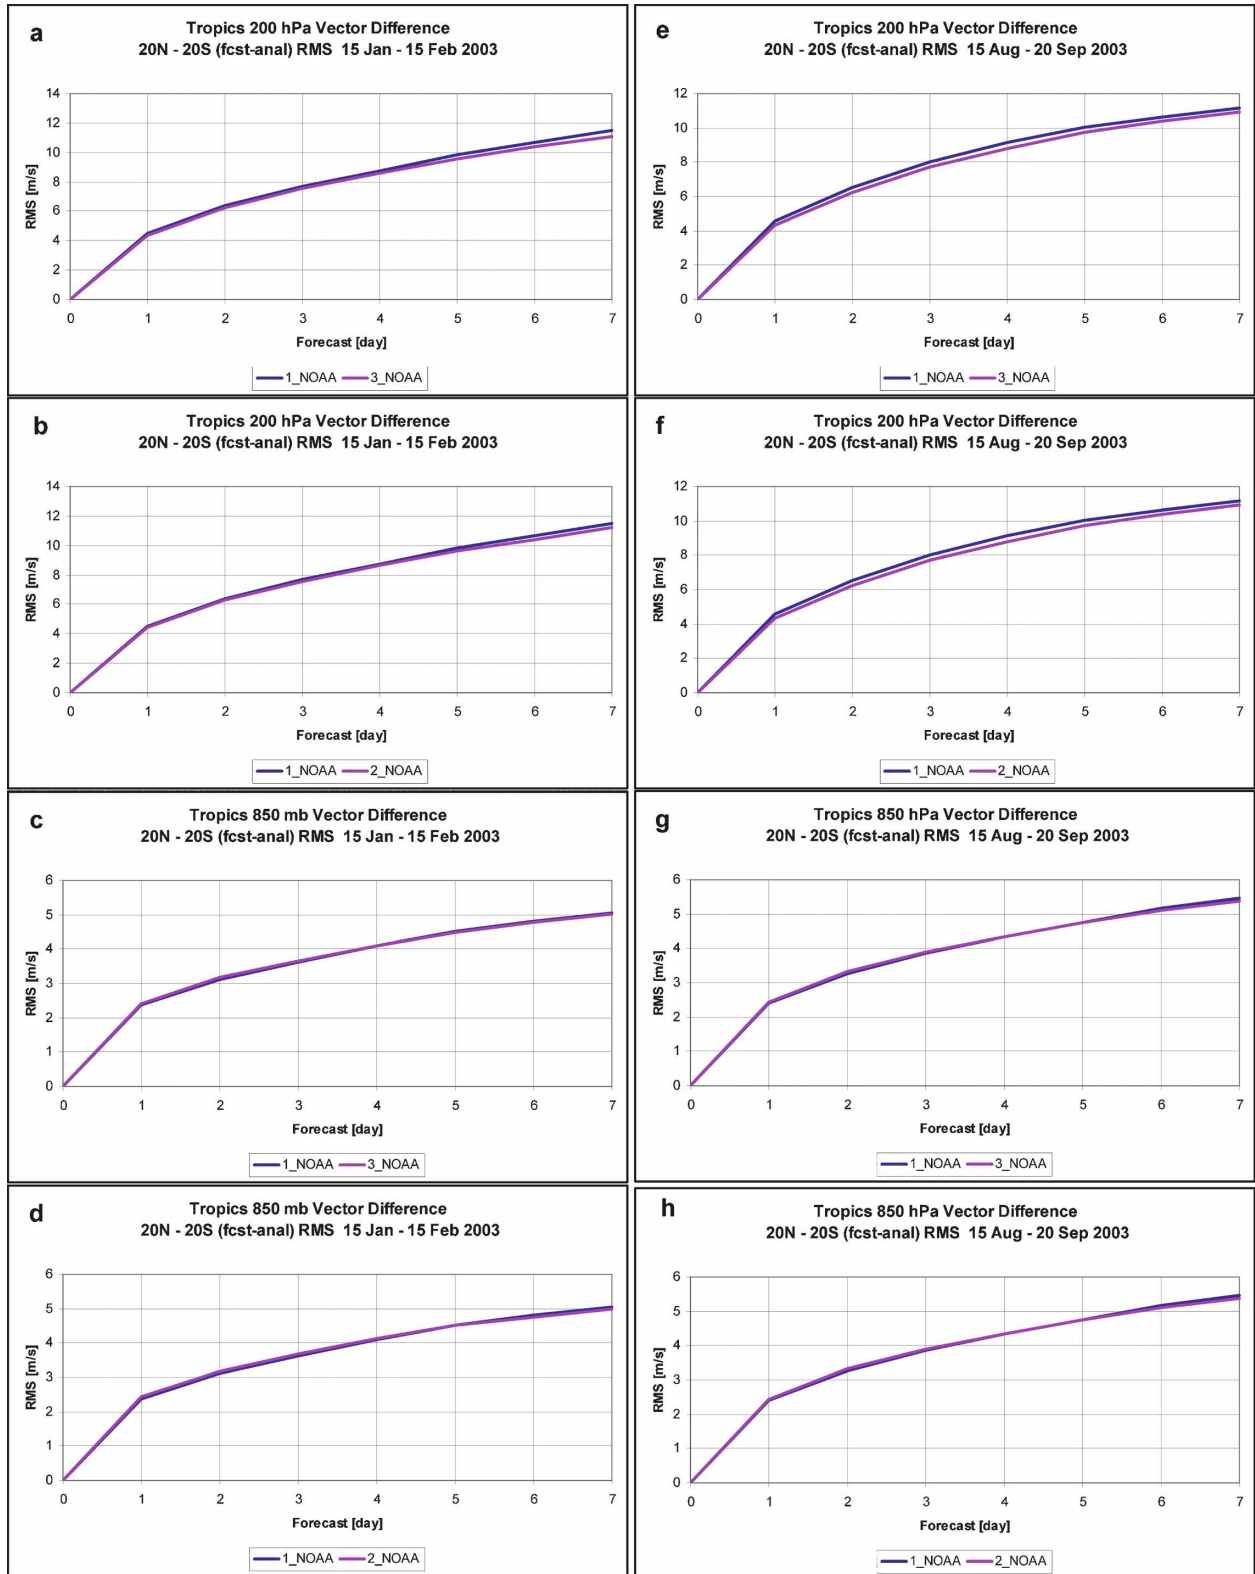 a
Tropics 200 hPa Vector Difference
20N - 20S (fcst-anal) RMS 15 Jan - 15 Feb 2003
RMS [m/s]
14
12
10
8
6
4
2
0
0 1 2 3 4 5 6 7
Forecast [day]
1_NOAA 3_NOAA
b
Tropics 200 hPa Vector Difference
20N - 20S (fcst-anal) RMS 15 Jan - 15 Feb 2003
RMS [m/s]
14
12
10
8
6
4
2
0
0 1 2 3 4 5 6 7
Forecast [day]
1_NOAA 2_NOAA
c
Tropics 850 mb Vector Difference
20N - 20S (fcst-anal) RMS 15 Jan - 15 Feb 2003
RMS [m/s]
6
5
4
3
2
1
0
0 1 2 3 4 5 6 7
Forecast [day]
1_NOAA 3_NOAA
d
Tropics 850 mb Vector Difference
20N - 20S (fcst-anal) RMS 15 Jan - 15 Feb 2003
RMS [m/s]
6
5
4
3
2
1
0
0 1 2 3 4 5 6 7
Forecast [day]
1_NOAA 2_NOAA
e
Tropics 200 hPa Vector Difference
20N - 20S (fcst-anal) RMS 15 Aug - 20 Sep 2003
RMS [m/s]
12
10
8
6
4
2
0
0 1 2 3 4 5 6 7
Forecast [day]
1_NOAA 3_NOAA
f
Tropics 200 hPa Vector Difference
20N - 20S (fcst-anal) RMS 15 Aug - 20 Sep 2003
RMS [m/s]
12
10
8
6
4
2
0
0 1 2 3 4 5 6 7
Forecast [day]
1_NOAA 2_NOAA
g
Tropics 850 hPa Vector Difference
20N - 20S (fcst-anal) RMS 15 Aug - 20 Sep 2003
RMS [m/s]
6
5
4
3
2
1
0
0 1 2 3 4 5 6 7
Forecast [day]
1_NOAA 3_NOAA
h
Tropics 850 hPa Vector Difference
20N - 20S (fcst-anal) RMS 15 Aug - 20 Sep 2003
RMS [m/s]
6
5
4
3
2
1
0
0 1 2 3 4 5 6 7
Forecast [day]
1_NOAA 2_NOAA